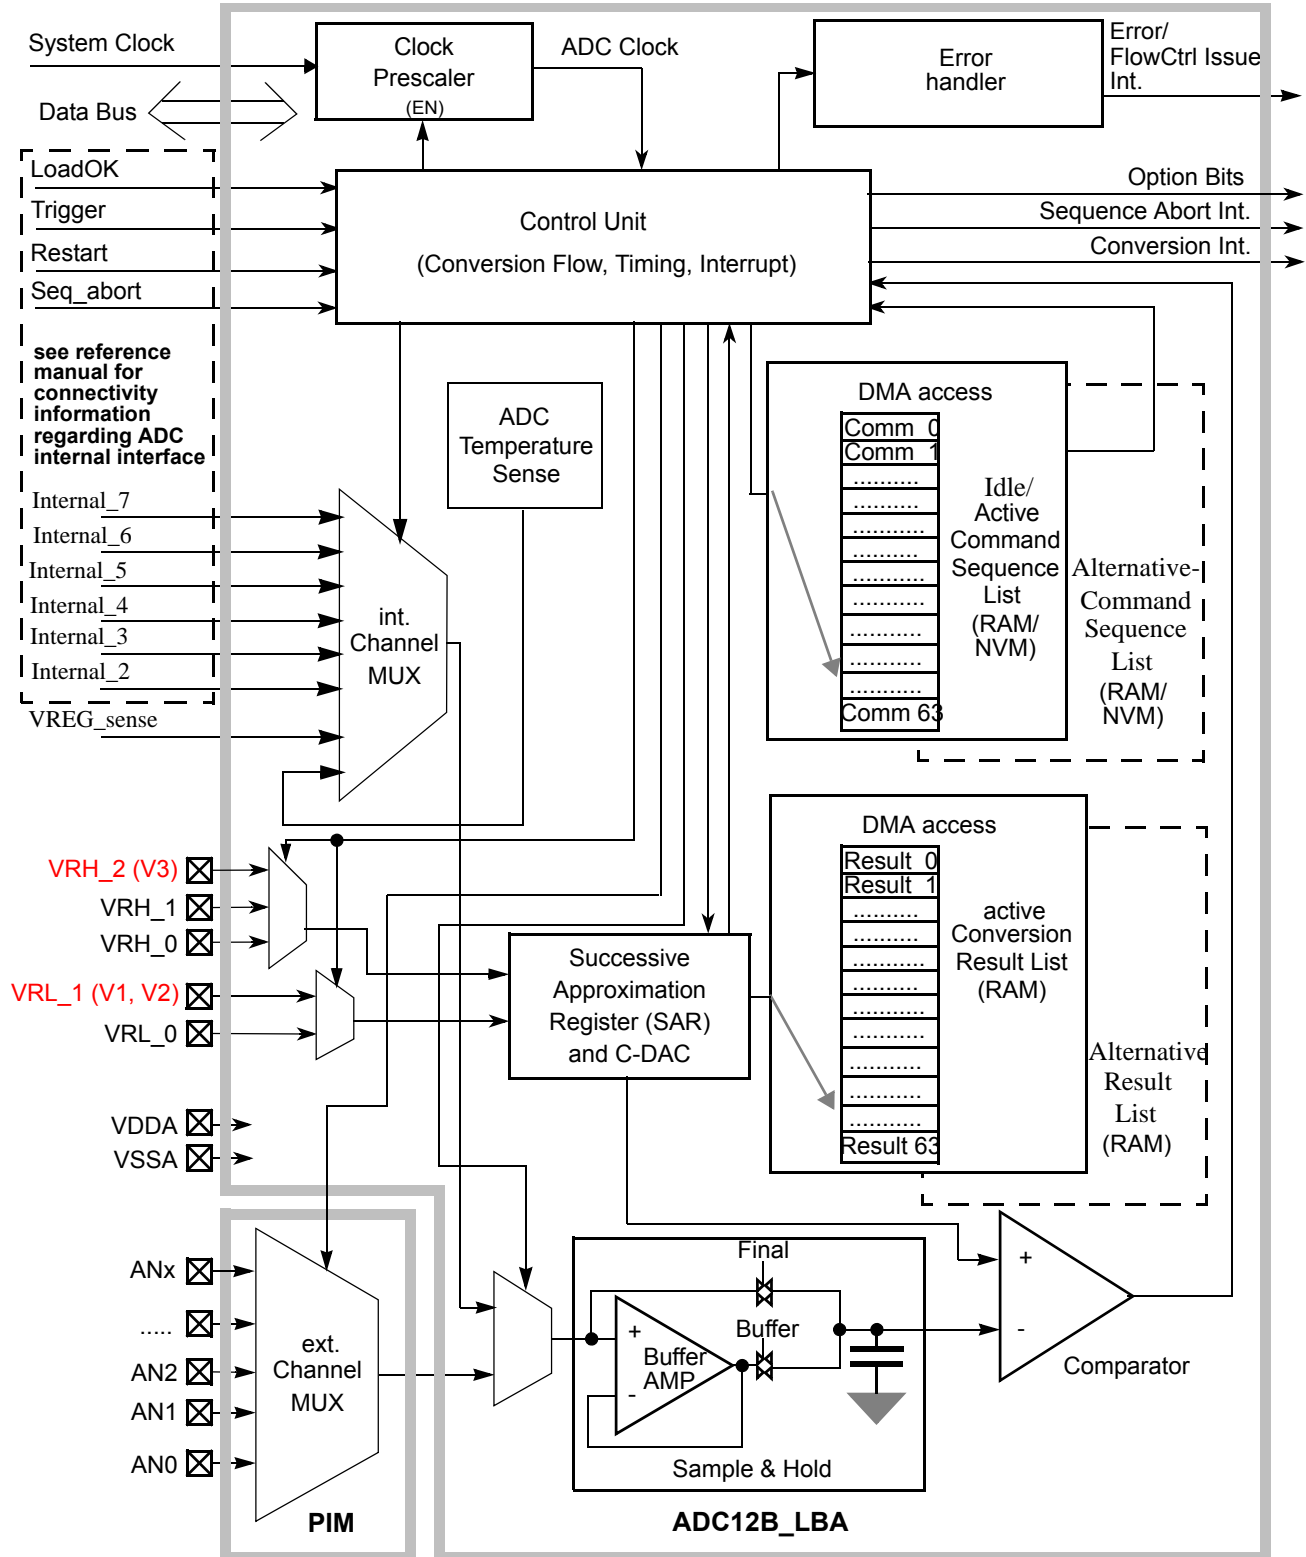 System Clock
Data Bus
Clock
Prescaler
(EN)
ADC Clock
Error
handler
Error/
FlowCtrl Issue
Int.
LoadOK
Trigger
Restart
Seq_abort
Control Unit
(Conversion Flow, Timing, Interrupt)
Option Bits
Sequence Abort Int.
Conversion Int.
see reference
manual for
connectivity
information
regarding ADC
internal interface
Internal_7
Internal_6
Internal_5
Internal_4
Internal_3
Internal_2
VREG_sense
ADC
Temperature
Sense
int.
Channel
MUX
DMA access
Comm 0
Comm 1
..........
..........
...........
..........
...........
...........
...........
...........
...........
Comm 63
Idle/
Active
Command
Sequence
List
(RAM/
NVM)
Alternative-
Command
Sequence
List
(RAM/
NVM)
VRH_2 (V3)
VRH_1
VRH_0
VRL_1 (V1, V2)
VRL_0
VDDA
VSSA
Successive
Approximation
Register (SAR)
and C-DAC
DMA access
Result 0
Result 1
..........
..........
...........
..........
...........
...........
...........
...........
...........
Result 63
active
Conversion
Result List
(RAM)
Alternative
Result
List
(RAM)
ANx
.....
AN2
AN1
AN0
ext.
Channel
MUX
PIM
Final
Buffer
+
-
Buffer
AMP
Sample & Hold
+
-
Comparator
ADC12B_LBA